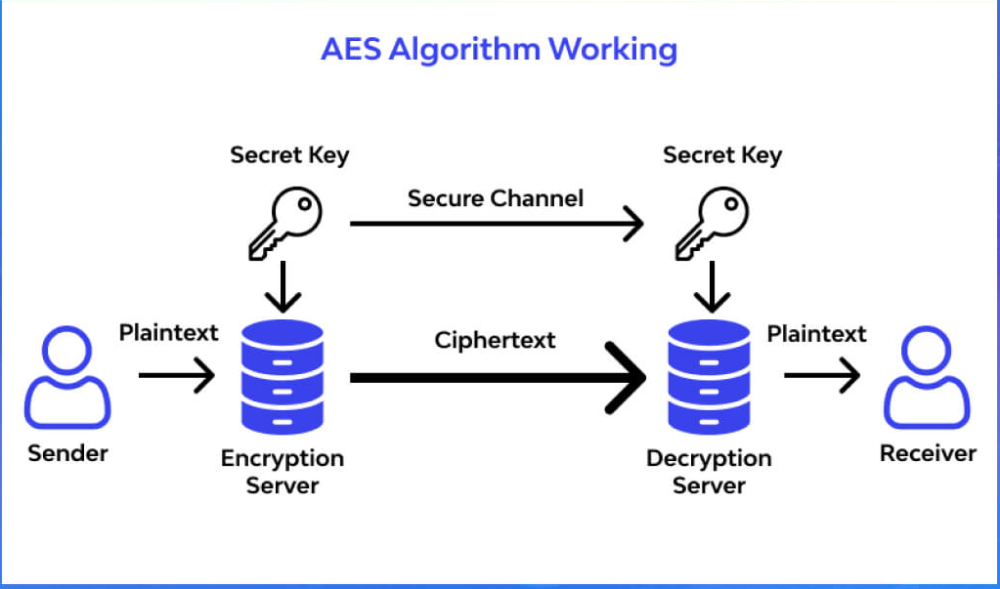 AES Algorithm Working
Secret Key
Secret Key
Secure Channel
Plaintext
Ciphertext
Plaintext
Sender
Encryption
Server
Decryption
Server
Receiver